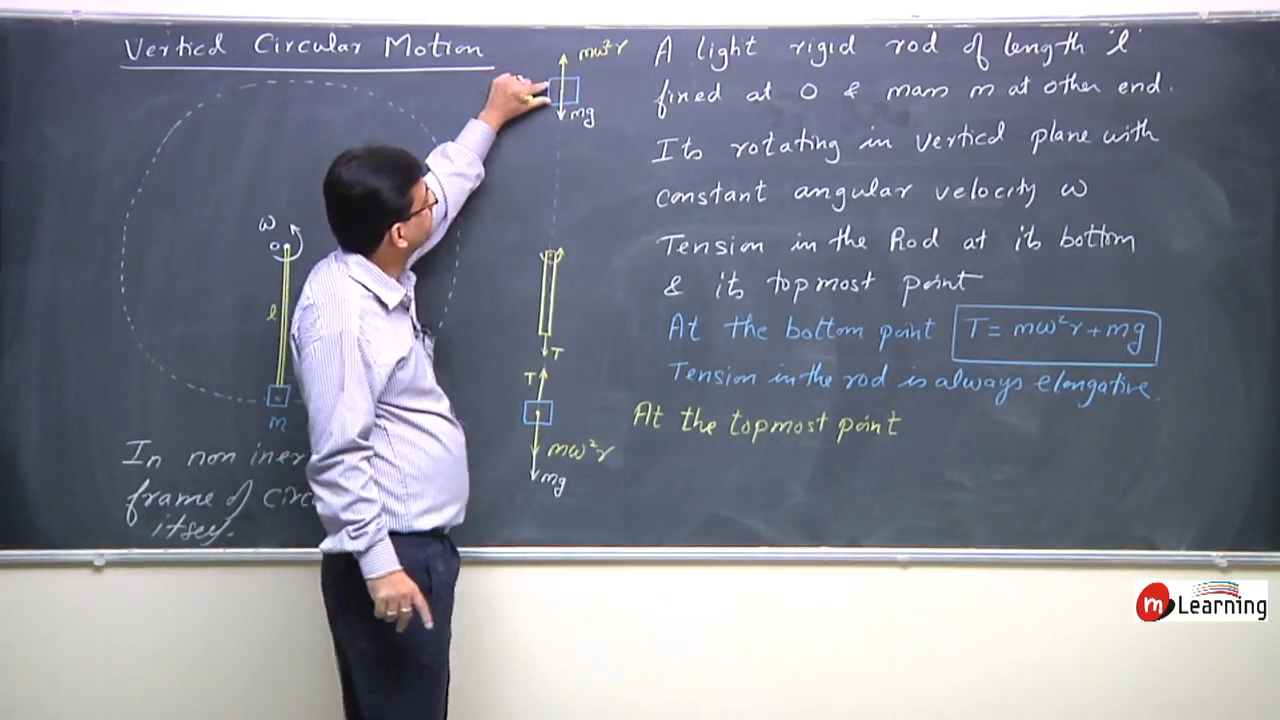 Vertical Circular Motion
mω²r
mg
ω
O
l
m
T
T
mω²r
mg
In non
frame of
itself.
A light rigid rod of length 'l'
fixed at O & mass m at other end.
Its rotating in vertical plane with
constant angular velocity ω
Tension in the Rod at its bottom
& its topmost point
At the bottom point T = mω²r + mg
Tension in the rod is always elongative.
At the topmost point
m Learning